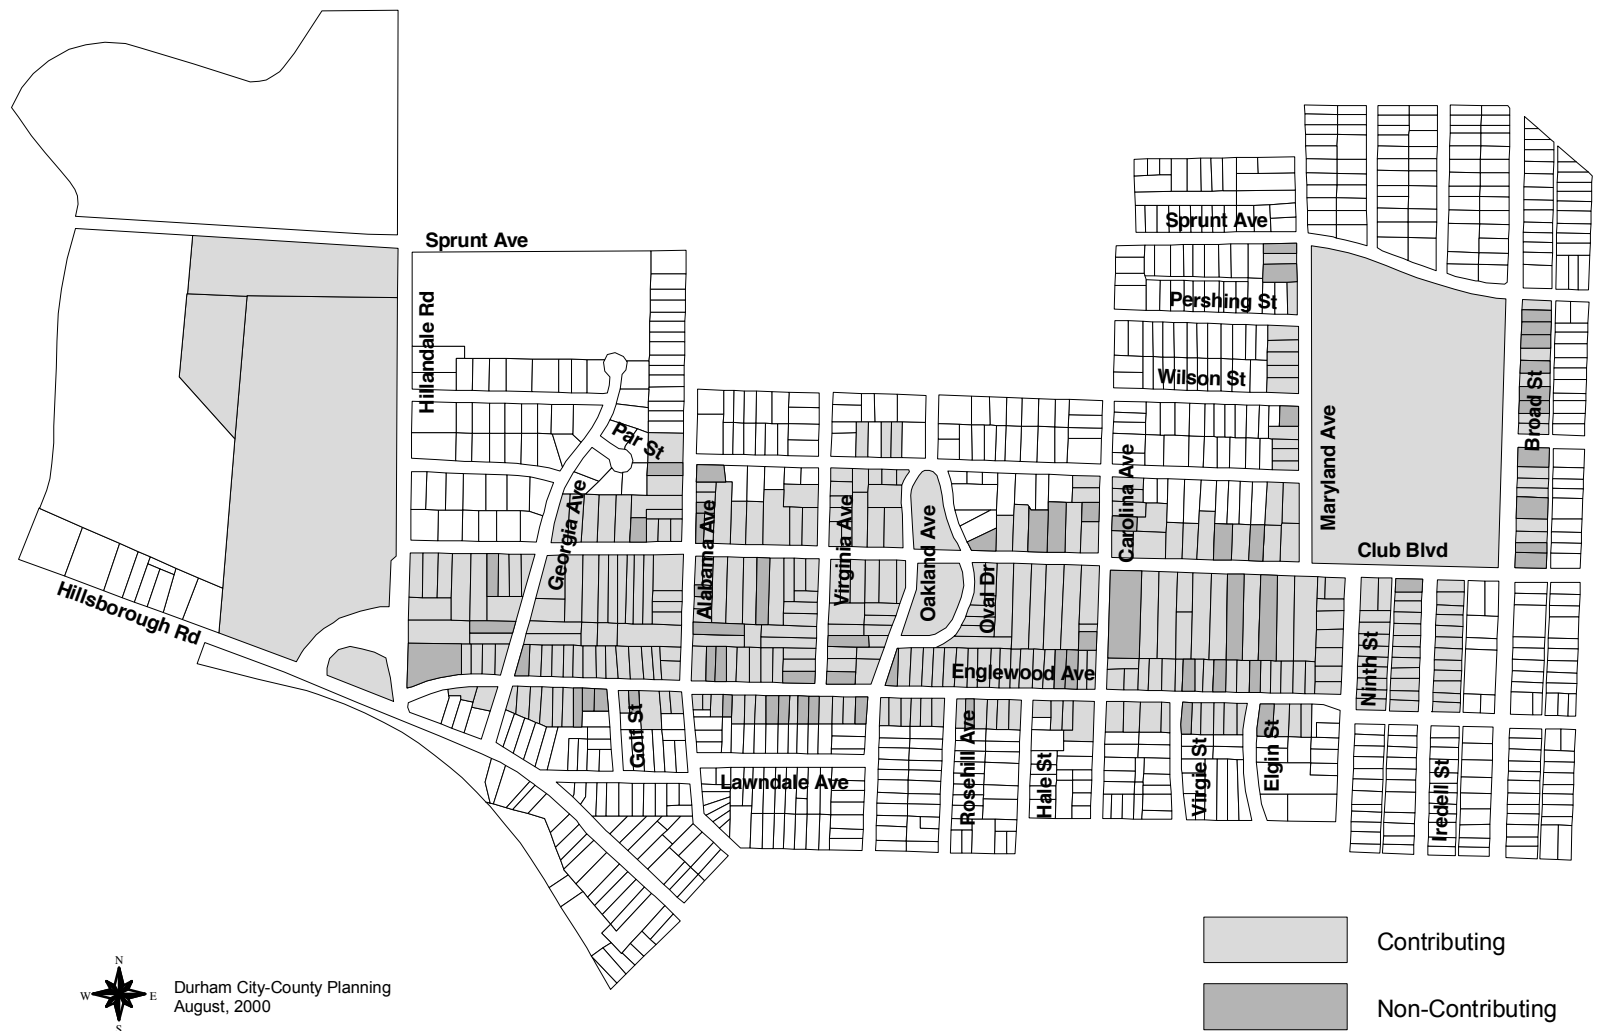 Sprunt Ave
Sprunt Ave
Pershing St
Hillandale Rd
Wilson St
Broad St
Par St
Maryland Ave
Georgia Ave
Alabama Ave
Virginia Ave
Oakland Ave
Carolina Ave
Club Blvd
Oval Dr
Hillsborough Rd
Englewood Ave
Ninth St
Golf St
Rosehill Ave
Hale St
Virgie St
Elgin St
Iredell St
Lawndale Ave
Contributing
Non-Contributing
N
W
E
S
Durham City-County Planning
August, 2000